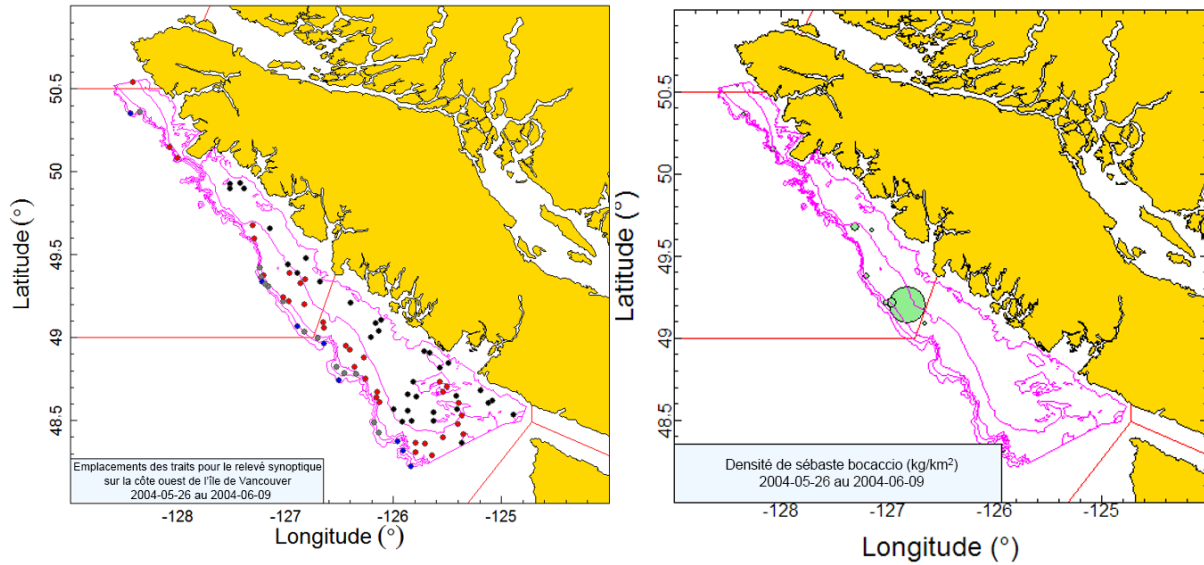 50.5
50
49.5
49
48.5
Latitude (°)
Emplacements des traits pour le relevé synoptique
sur la côte ouest de l'île de Vancouver
2004-05-26 au 2004-06-09
-128
-127
-126
-125
Longitude (°)
50.5
50
49.5
49
48.5
Latitude (°)
Densité de sébaste bocaccio (kg/km²)
2004-05-26 au 2004-06-09
-128
-127
-126
-125
Longitude (°)